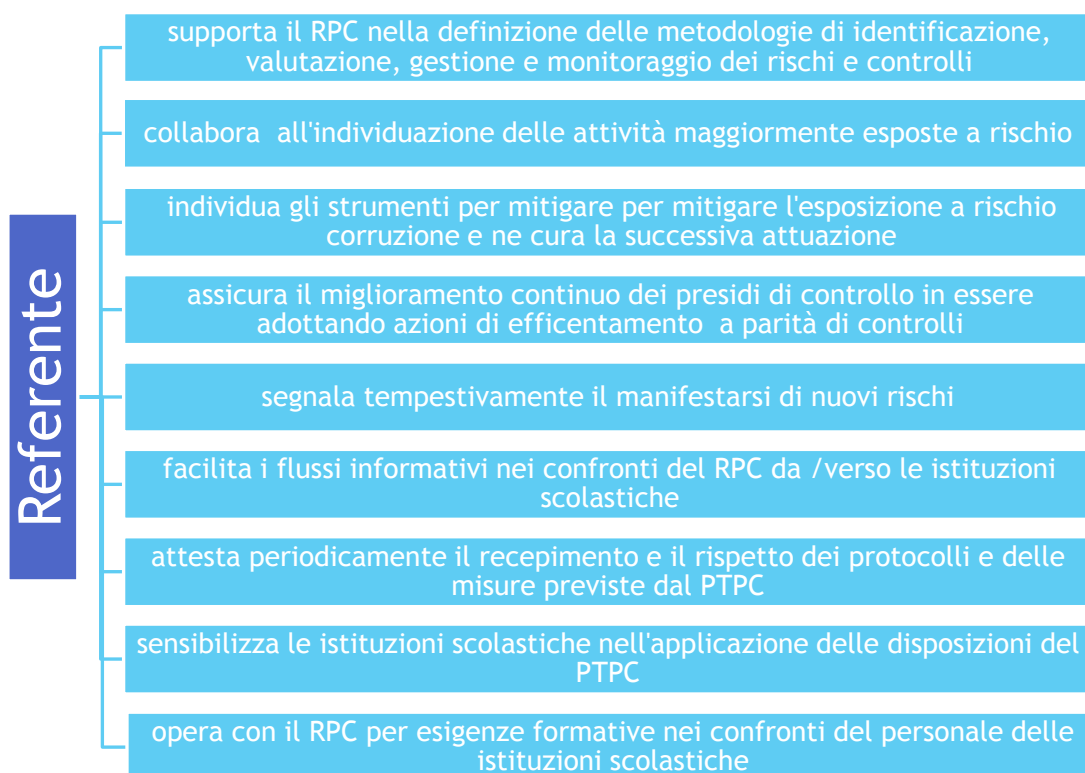 Referente
supporta il RPC nella definizione delle metodologie di identificazione,
valutazione, gestione e monitoraggio dei rischi e controlli
collabora  all'individuazione delle attività maggiormente esposte a rischio
individua gli strumenti per mitigare per mitigare l'esposizione a rischio
corruzione e ne cura la successiva attuazione
assicura il miglioramento continuo dei presidi di controllo in essere
adottando azioni di efficentamento  a parità di controlli
segnala tempestivamente il manifestarsi di nuovi rischi
facilita i flussi informativi nei confronti del RPC da /verso le istituzioni
scolastiche
attesta periodicamente il recepimento e il rispetto dei protocolli e delle
misure previste dal PTPC
sensibilizza le istituzioni scolastiche nell'applicazione delle disposizioni del
PTPC
opera con il RPC per esigenze formative nei confronti del personale delle
istituzioni scolastiche